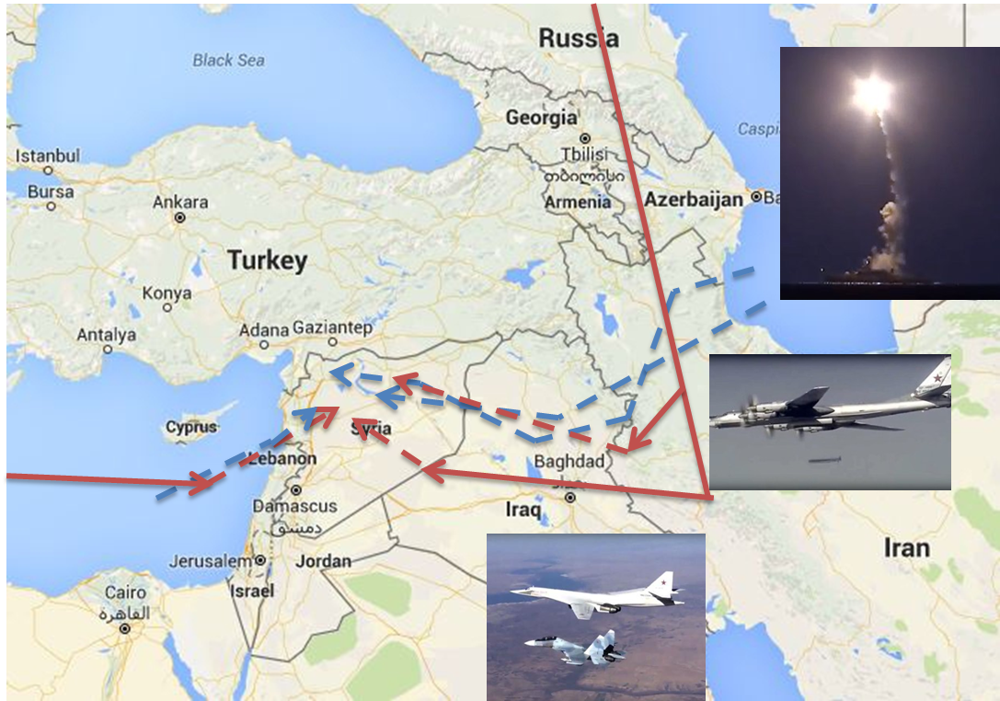 Russia
Black Sea
Georgia
Caspi
Tbilisi
თბილისი
Istanbul
Armenia
Azerbaijan
Ba
Bursa
Ankara
Turkey
Konya
Antalya
Adana
Gaziantep
Cyprus
Syria
Lebanon
Baghdad
Damascus
دمشق
Iraq
Iran
Jerusalem
Jordan
Israel
Cairo
القاهرة